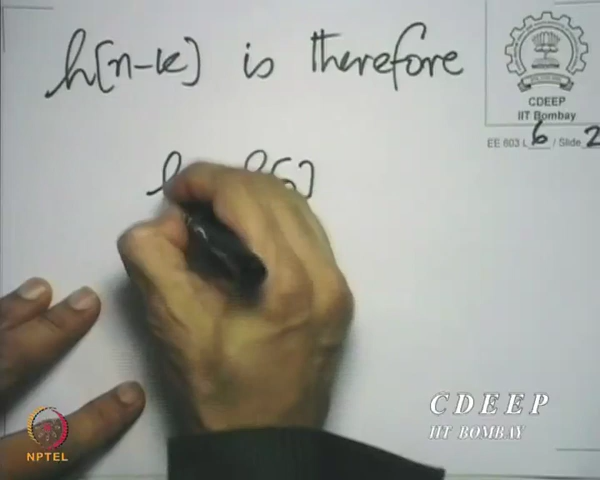 h[n-k] is therefore
CDEEP
IIT Bombay
EE 603 L 6 / Slide 2
CDEEP
IIT BOMBAY
NPTEL